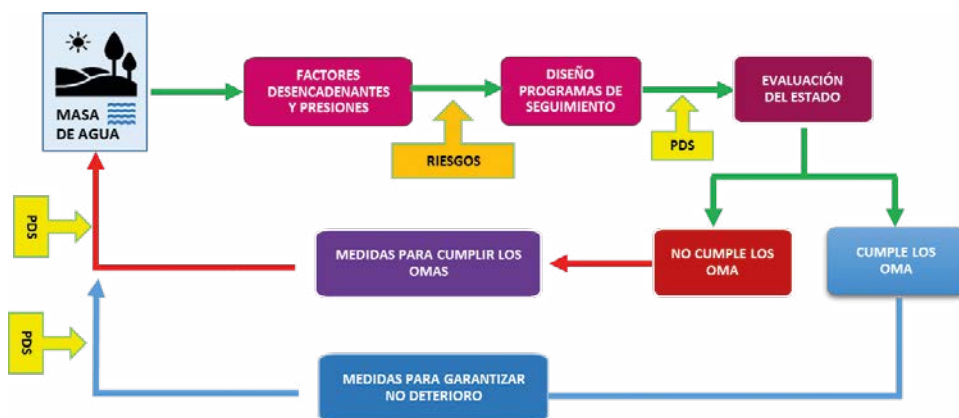 MASA
DE AGUA
FACTORES
DESENCADENANTES
Y PRESIONES
RIESGOS
DISEÑO
PROGRAMAS DE
SEGUIMIENTO
PDS
EVALUACIÓN
DEL ESTADO
PDS
MEDIDAS PARA CUMPLIR LOS
OMAS
NO CUMPLE LOS
OMA
CUMPLE LOS
OMA
PDS
MEDIDAS PARA GARANTIZAR
NO DETERIORO